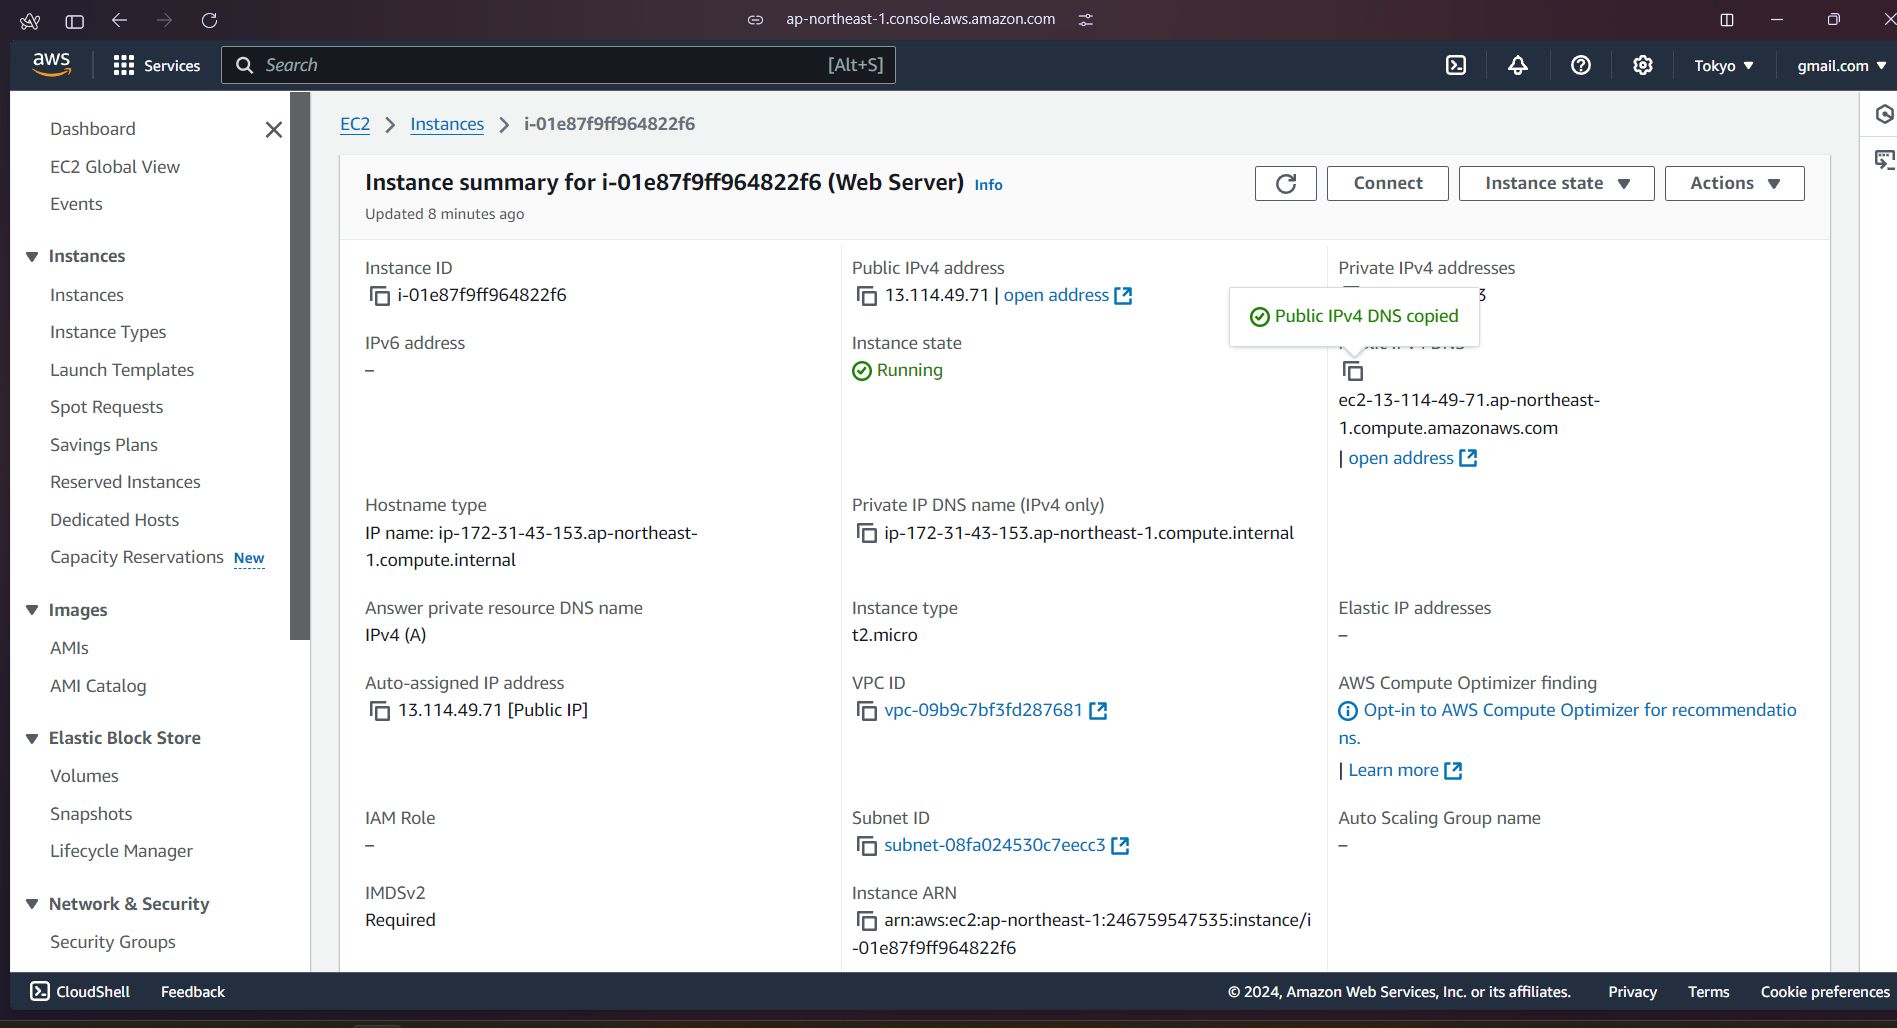 ap-northeast-1.console.aws.amazon.com
aws
Services
Search
[Alt+S]
Tokyo
gmail.com
Dashboard
EC2 Global View
Events
Instances
Instances
Instance Types
Launch Templates
Spot Requests
Savings Plans
Reserved Instances
Dedicated Hosts
Capacity Reservations New
Images
AMIs
AMI Catalog
Elastic Block Store
Volumes
Snapshots
Lifecycle Manager
Network & Security
Security Groups
EC2
Instances
i-01e87f9ff964822f6
Instance summary for i-01e87f9ff964822f6 (Web Server) Info
Updated 8 minutes ago
Connect
Instance state
Actions
Instance ID
i-01e87f9ff964822f6
Public IPv4 address
13.114.49.71 | open address
Private IPv4 addresses
3
Public IPv4 DNS copied
IPv6 address
–
Instance state
Running
ec2-13-114-49-71.ap-northeast-
1.compute.amazonaws.com
| open address
Hostname type
IP name: ip-172-31-43-153.ap-northeast-
1.compute.internal
Private IP DNS name (IPv4 only)
ip-172-31-43-153.ap-northeast-1.compute.internal
Answer private resource DNS name
IPv4 (A)
Instance type
t2.micro
Elastic IP addresses
–
Auto-assigned IP address
13.114.49.71 [Public IP]
VPC ID
vpc-09b9c7bf3fd287681
AWS Compute Optimizer finding
Opt-in to AWS Compute Optimizer for recommendatio
ns.
| Learn more
IAM Role
–
Subnet ID
subnet-08fa024530c7eecc3
Auto Scaling Group name
–
IMDSv2
Required
Instance ARN
arn:aws:ec2:ap-northeast-1:246759547535:instance/i
-01e87f9ff964822f6
CloudShell
Feedback
© 2024, Amazon Web Services, Inc. or its affiliates.
Privacy
Terms
Cookie preferences